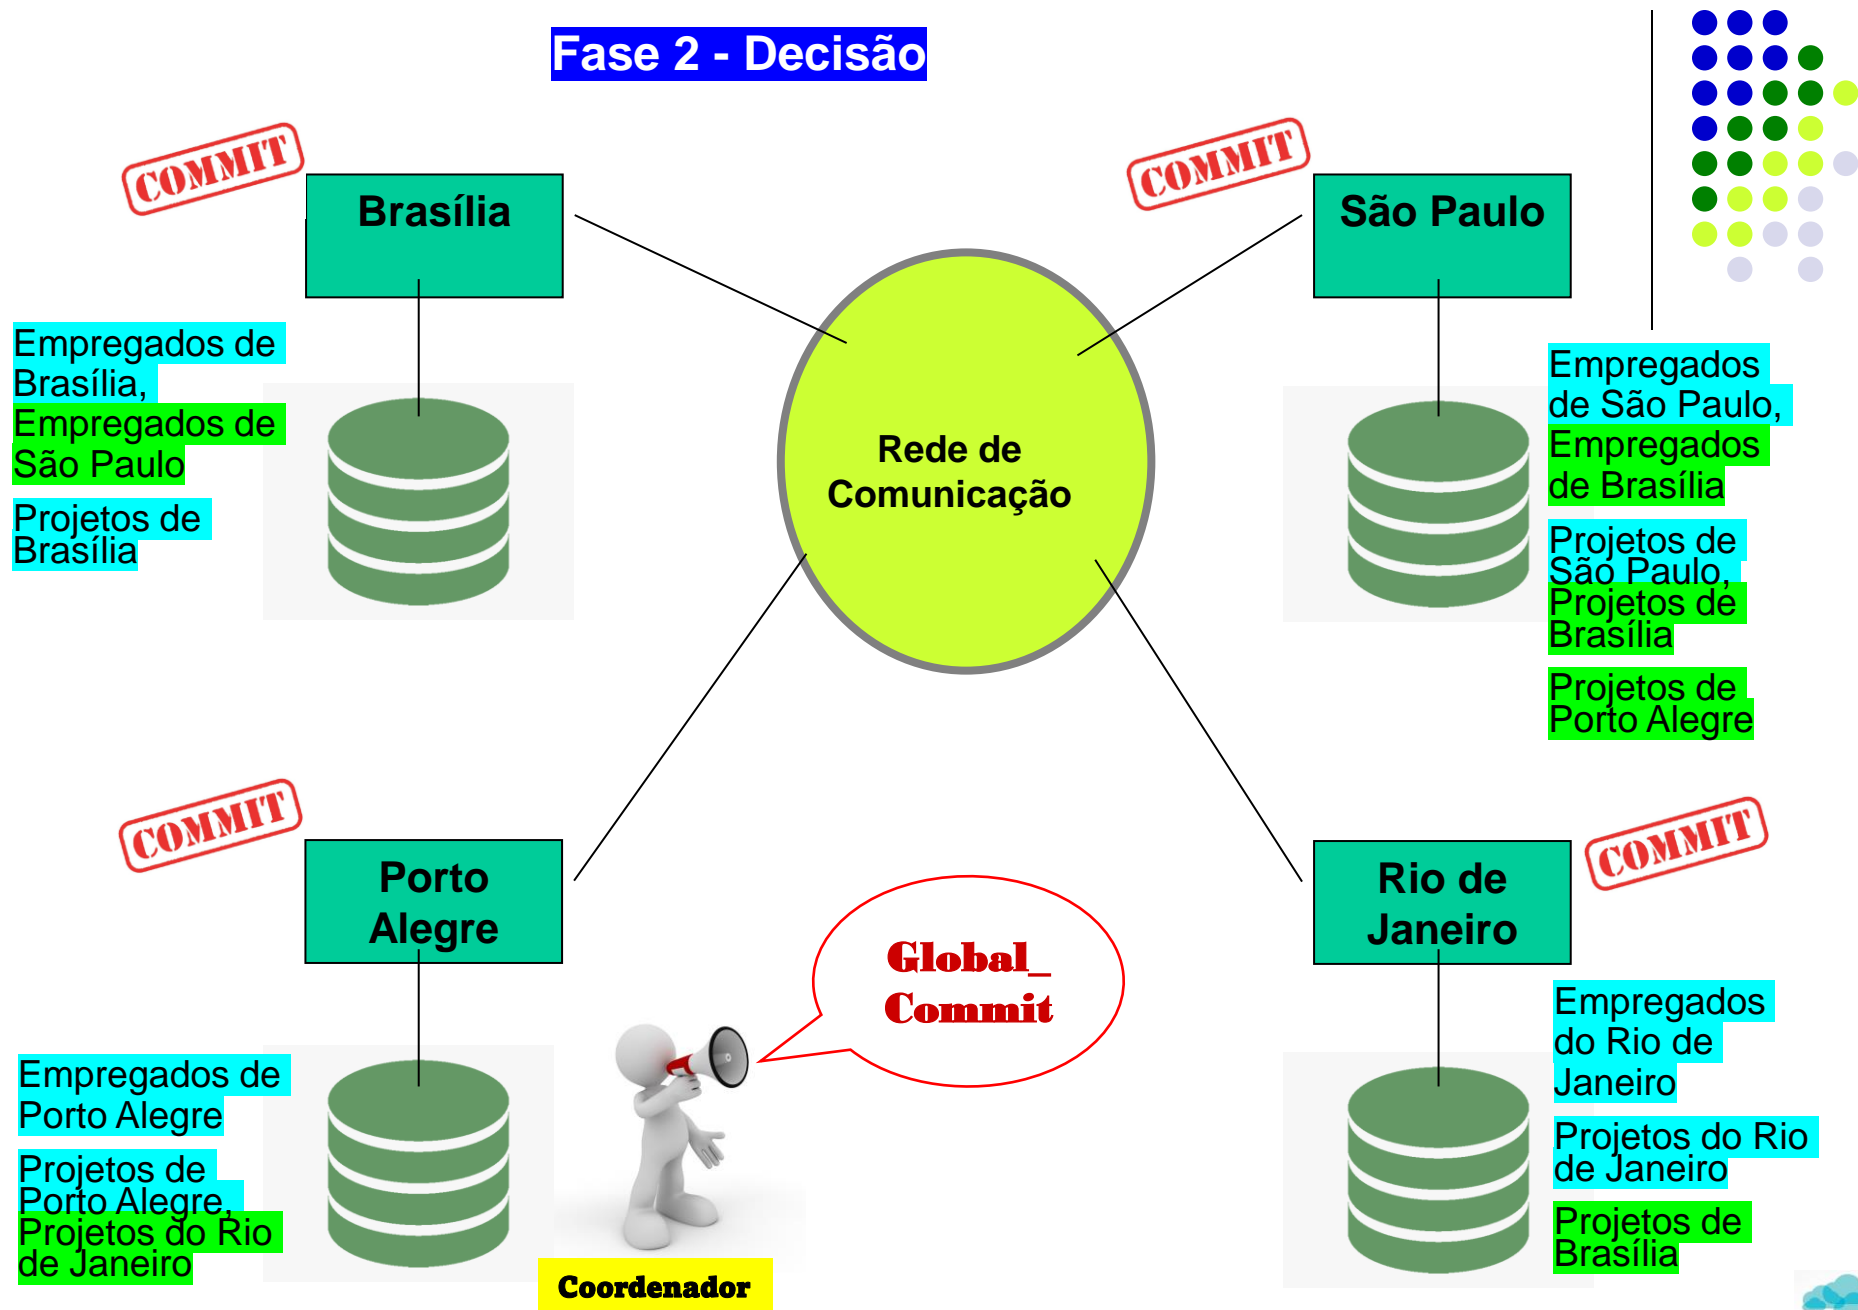 Fase 2 - Decisão
COMMIT
Brasília
COMMIT
São Paulo
Empregados de
Brasília,
Empregados de
São Paulo
Projetos de
Brasília
Rede de
Comunicação
Empregados
de São Paulo,
Empregados
de Brasília
Projetos de
São Paulo,
Projetos de
Brasília
Projetos de
Porto Alegre
COMMIT
Porto
Alegre
Global_
Commit
Rio de
Janeiro
COMMIT
Empregados de
Porto Alegre
Projetos de
Porto Alegre,
Projetos do Rio
de Janeiro
Coordenador
Empregados
do Rio de
Janeiro
Projetos do Rio
de Janeiro
Projetos de
Brasília